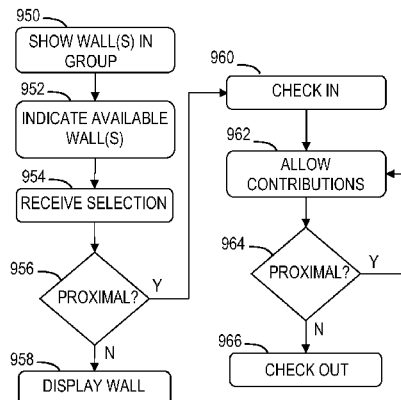 950
SHOW WALL(S) IN
GROUP
952
INDICATE AVAILABLE
WALL(S)
954
RECEIVE SELECTION
956
PROXIMAL?
Y
N
958
DISPLAY WALL
960
CHECK IN
962
ALLOW
CONTRIBUTIONS
964
PROXIMAL?
Y
N
966
CHECK OUT